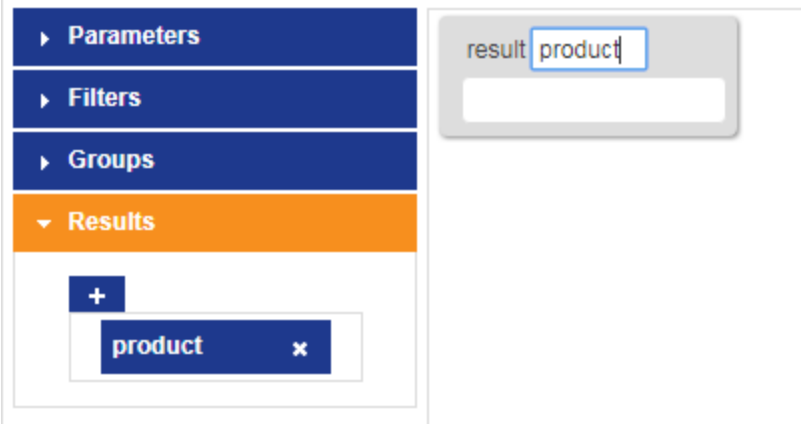 Parameters
Filters
Groups
Results
+
product
result product